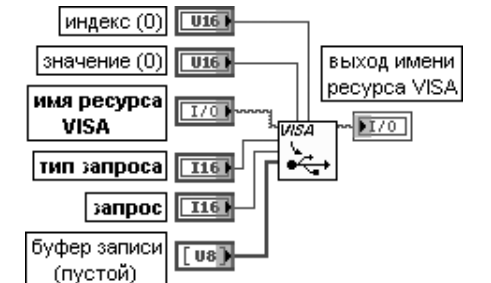 индекс (0)
U16
значение (0)
U16
имя ресурса
VISA
I/O
тип запроса
I16
запрос
I16
буфер записи
(пустой)
[U8]
VISA
выход имени
ресурса VISA
I/O